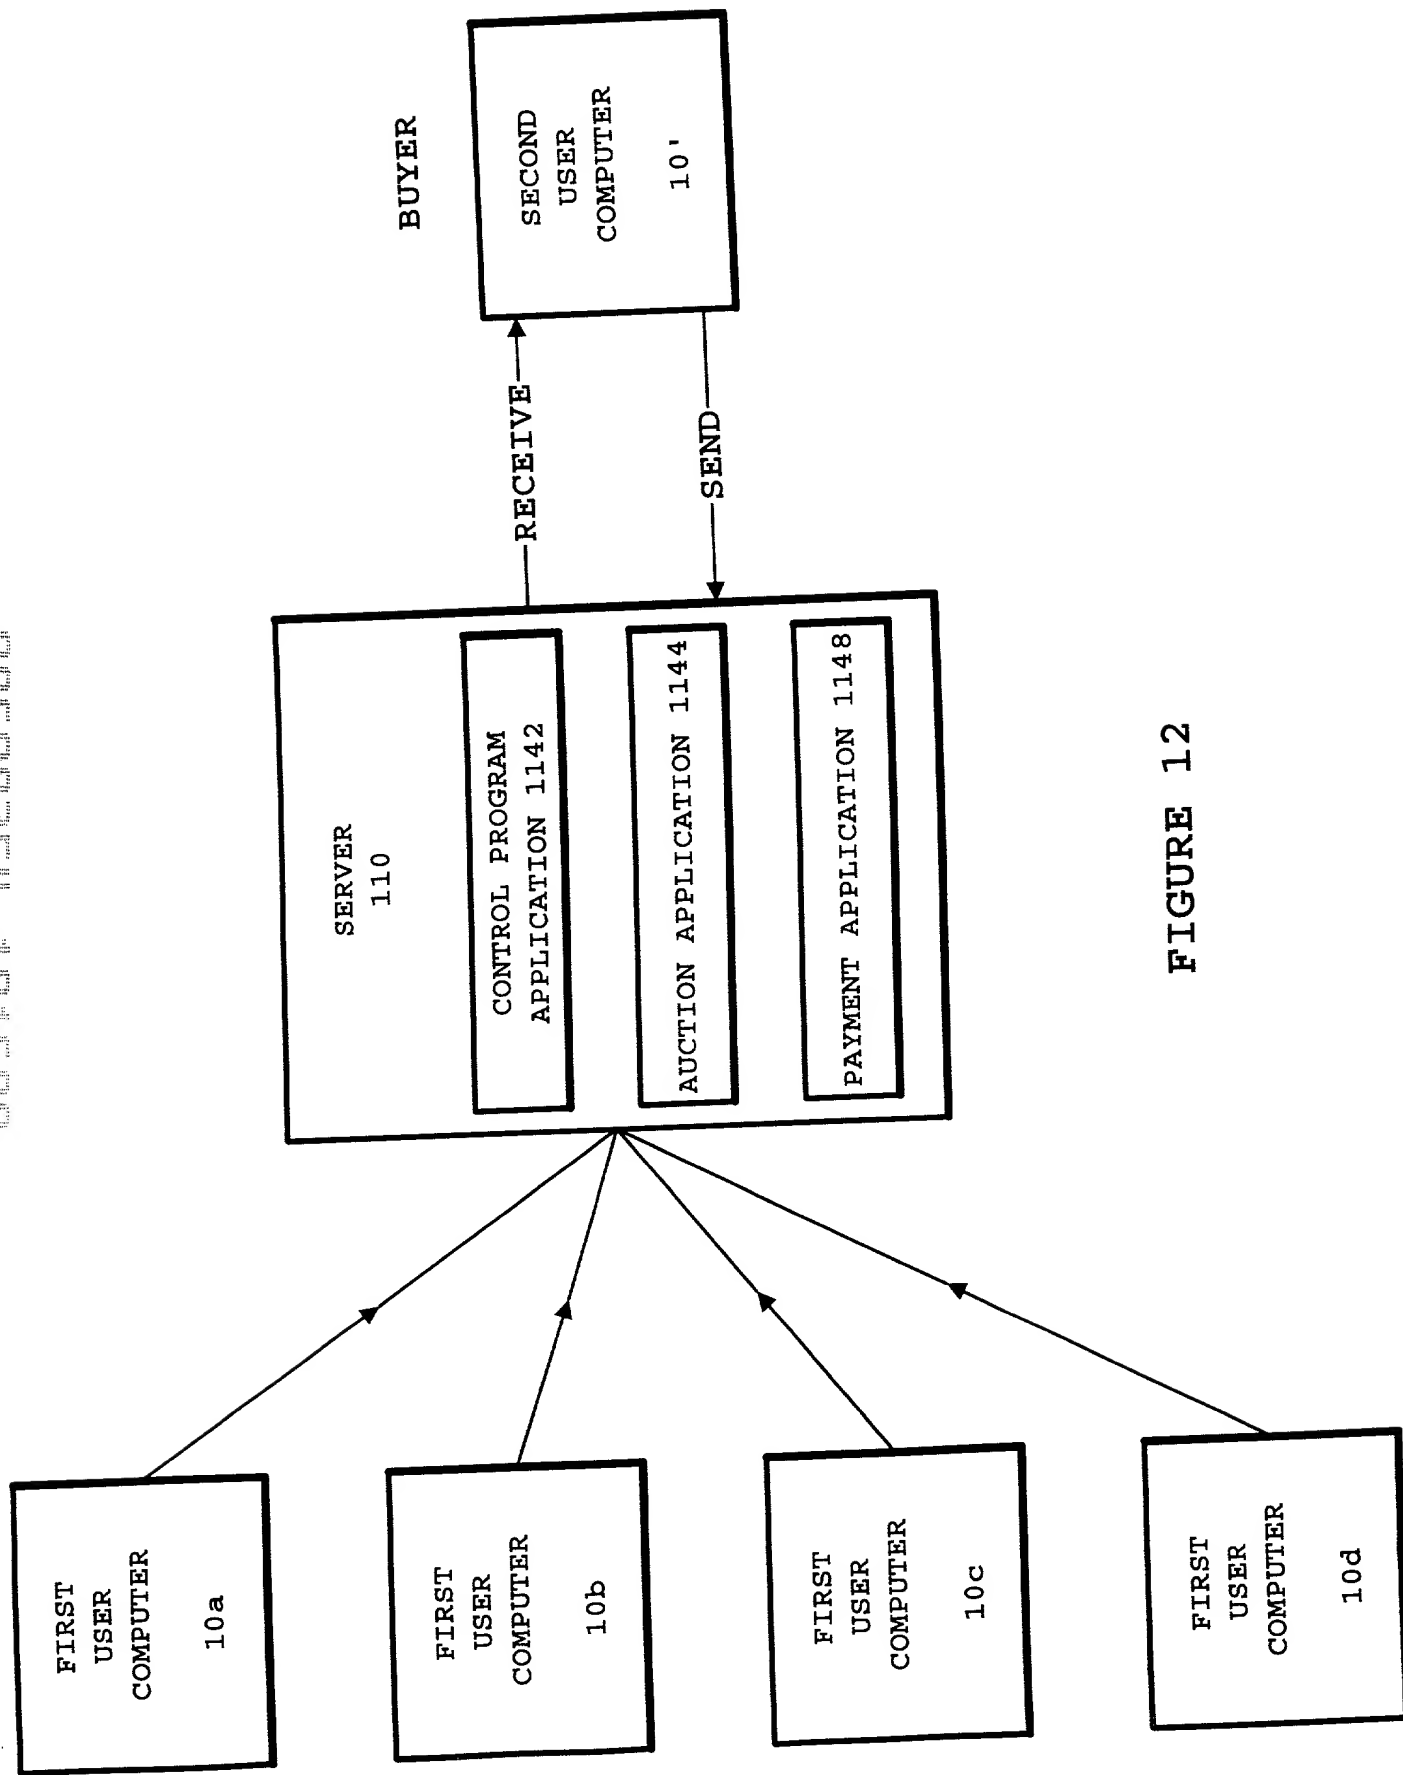 FIRST
USER
COMPUTER
10a
FIRST
USER
COMPUTER
10b
FIRST
USER
COMPUTER
10c
FIRST
USER
COMPUTER
10d
SERVER
110
CONTROL PROGRAM
APPLICATION 1142
AUCTION APPLICATION 1144
PAYMENT APPLICATION 1148
RECEIVE
SEND
BUYER
SECOND
USER
COMPUTER
10'
FIGURE 12